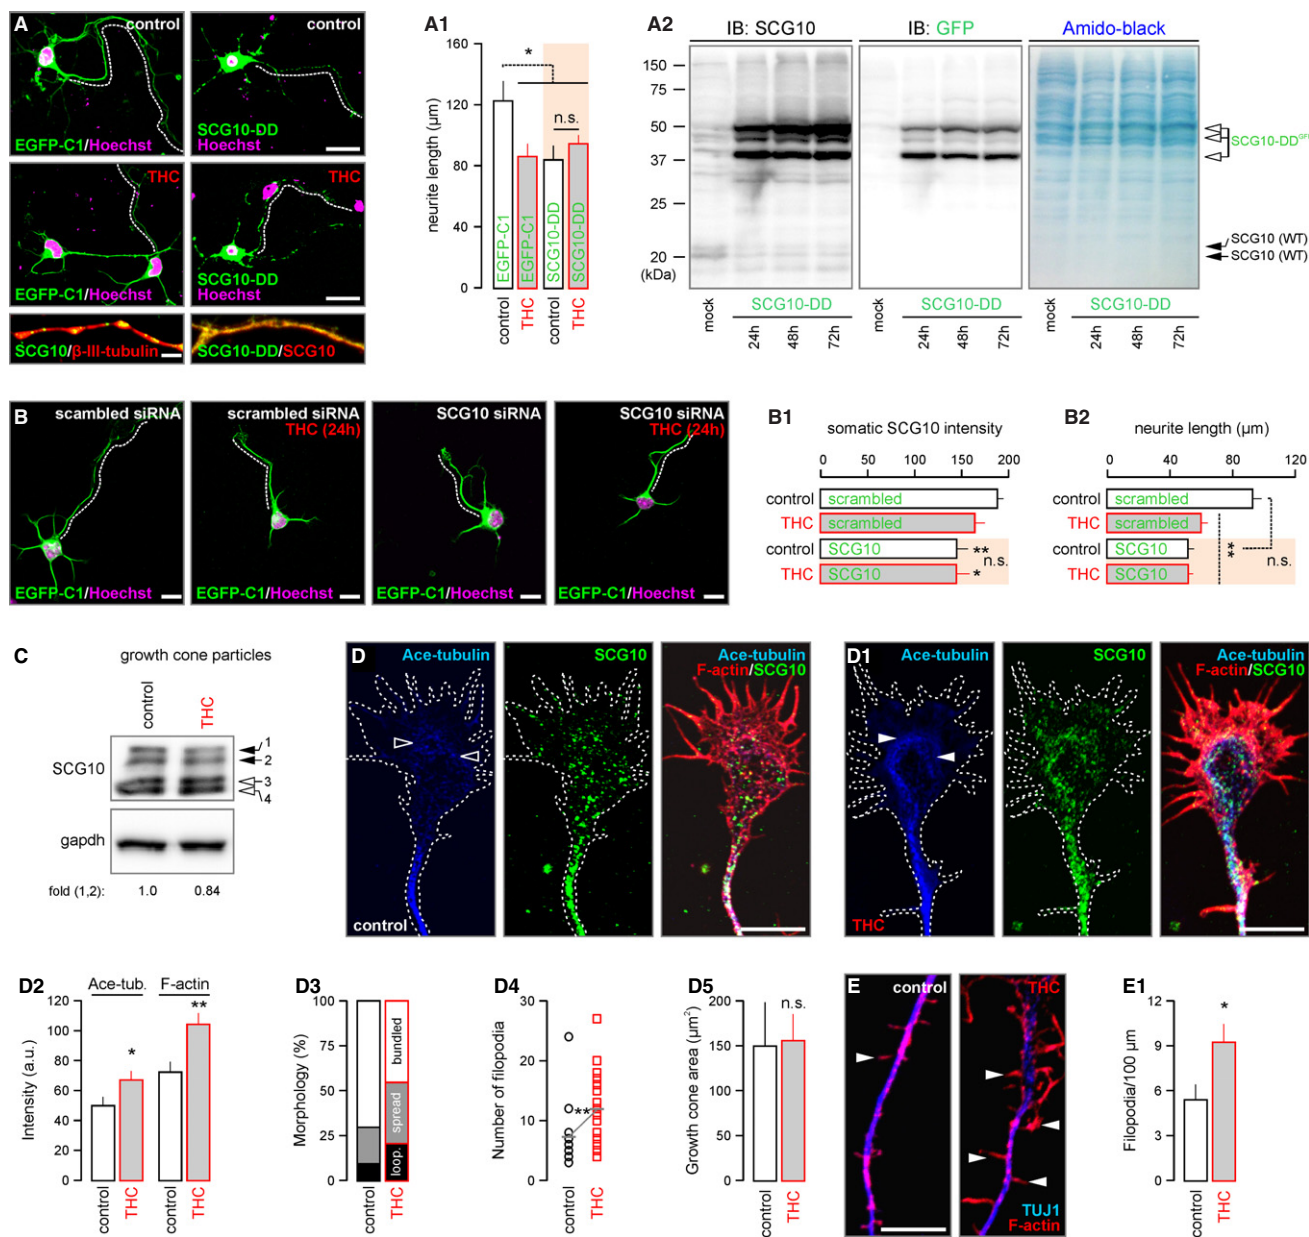 A
control
EGFP-C1/Hoechst
control
SCG10-DD
Hoechst
THC
EGFP-C1/Hoechst
THC
SCG10-DD
Hoechst
SCG10/β-III-tubulin
SCG10-DD/SCG10
A1
160
120
80
40
0
neurite length (µm)
*
n.s.
EGFP-C1
EGFP-C1
SCG10-DD
SCG10-DD
control
THC
control
THC
A2
IB: SCG10
IB: GFP
Amido-black
150
75
50
37
25
20
(kDa)
SCG10-DD
SCG10 (WT)
SCG10 (WT)
mock
SCG10-DD
24h
48h
72h
mock
SCG10-DD
24h
48h
72h
mock
SCG10-DD
24h
48h
72h
B
scambled siRNA
EGFP-C1/Hoechst
scrambled siRNA
THC (24h)
EGFP-C1/Hoechst
SCG10 siRNA
EGFP-C1/Hoechst
SCG10 siRNA
THC (24h)
EGFP-C1/Hoechst
B1
somatic SCG10 intensity
0 50 100 150 200
control scrambled
THC scrambled
control SCG10 **
n.s.
THC SCG10 *
B2
neurite length (µm)
0 40 80 120
control scrambled
THC scrambled
control SCG10
**
n.s.
THC SCG10
C
growth cone particles
control
THC
SCG10
1
2
3
4
gapdh
fold (1,2): 1.0 0.84
D
Ace-tubulin
control
SCG10
Ace-tubulin
F-actin/SCG10
D1
Ace-tubulin
THC
SCG10
Ace-tubulin
F-actin/SCG10
D2
Ace-tub. F-actin
120
100
80
60
40
20
0
Intensity (a.u.)
*
**
control
THC
control
THC
D3
100
75
50
25
0
Morphology (%)
bundled
spread
loop.
control
THC
D4
30
20
10
0
Number of filopodia
**
control
THC
D5
200
150
100
50
0
Growth cone area (µm²)
n.s.
control
THC
E
control
THC
TUJ1
F-actin
E1
12
9
6
3
0
Filopodia/100 µm
*
control
THC